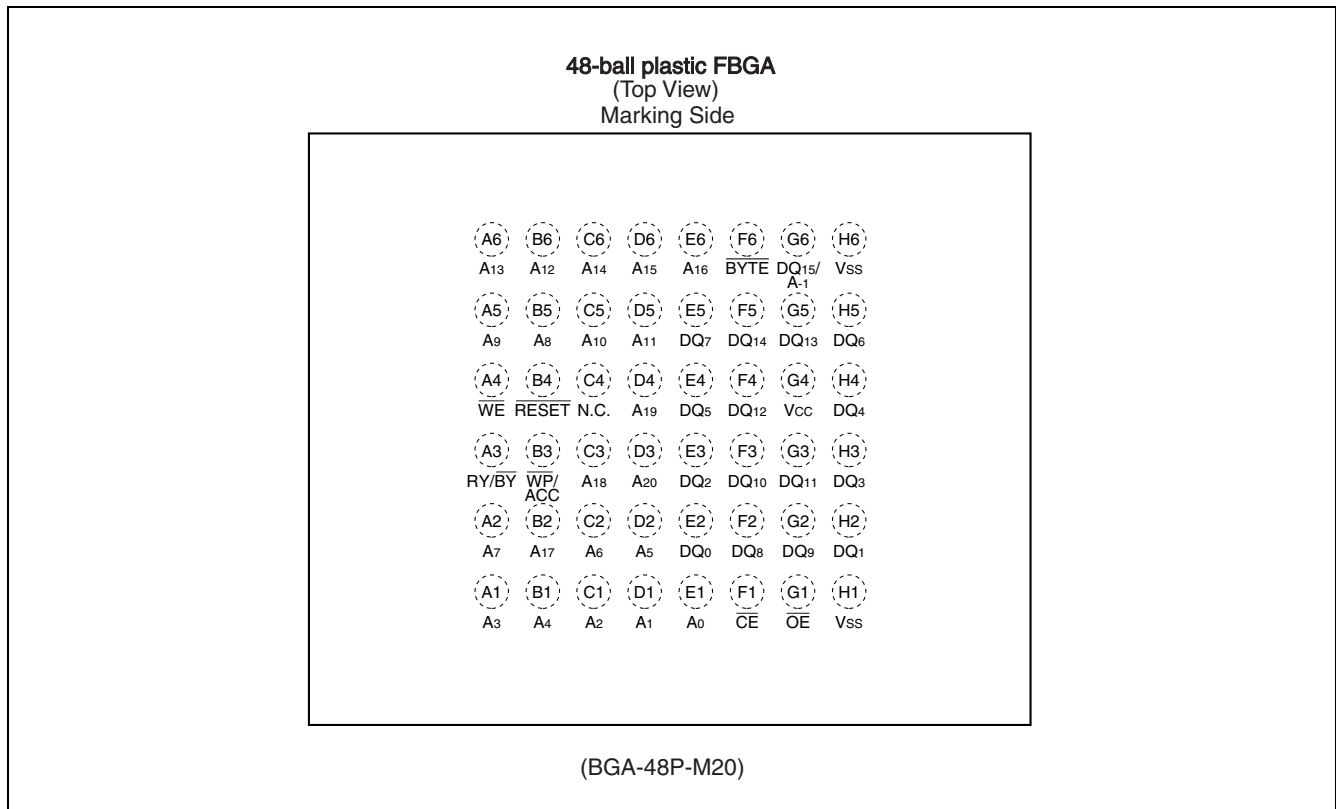 48-ball plastic FBGA
(Top View)
Marking Side
A6 B6 C6 D6 E6 F6 G6 H6
A13 A12 A14 A15 A16 BYTE DQ15/ VSS
A-1
A5 B5 C5 D5 E5 F5 G5 H5
A9 A8 A10 A11 DQ7 DQ14 DQ13 DQ6
A4 B4 C4 D4 E4 F4 G4 H4
WE RESET N.C. A19 DQ5 DQ12 VCC DQ4
A3 B3 C3 D3 E3 F3 G3 H3
RY/BY WP/ A18 A20 DQ2 DQ10 DQ11 DQ3
ACC
A2 B2 C2 D2 E2 F2 G2 H2
A7 A17 A6 A5 DQ0 DQ8 DQ9 DQ1
A1 B1 C1 D1 E1 F1 G1 H1
A3 A4 A2 A1 A0 CE OE VSS
(BGA-48P-M20)